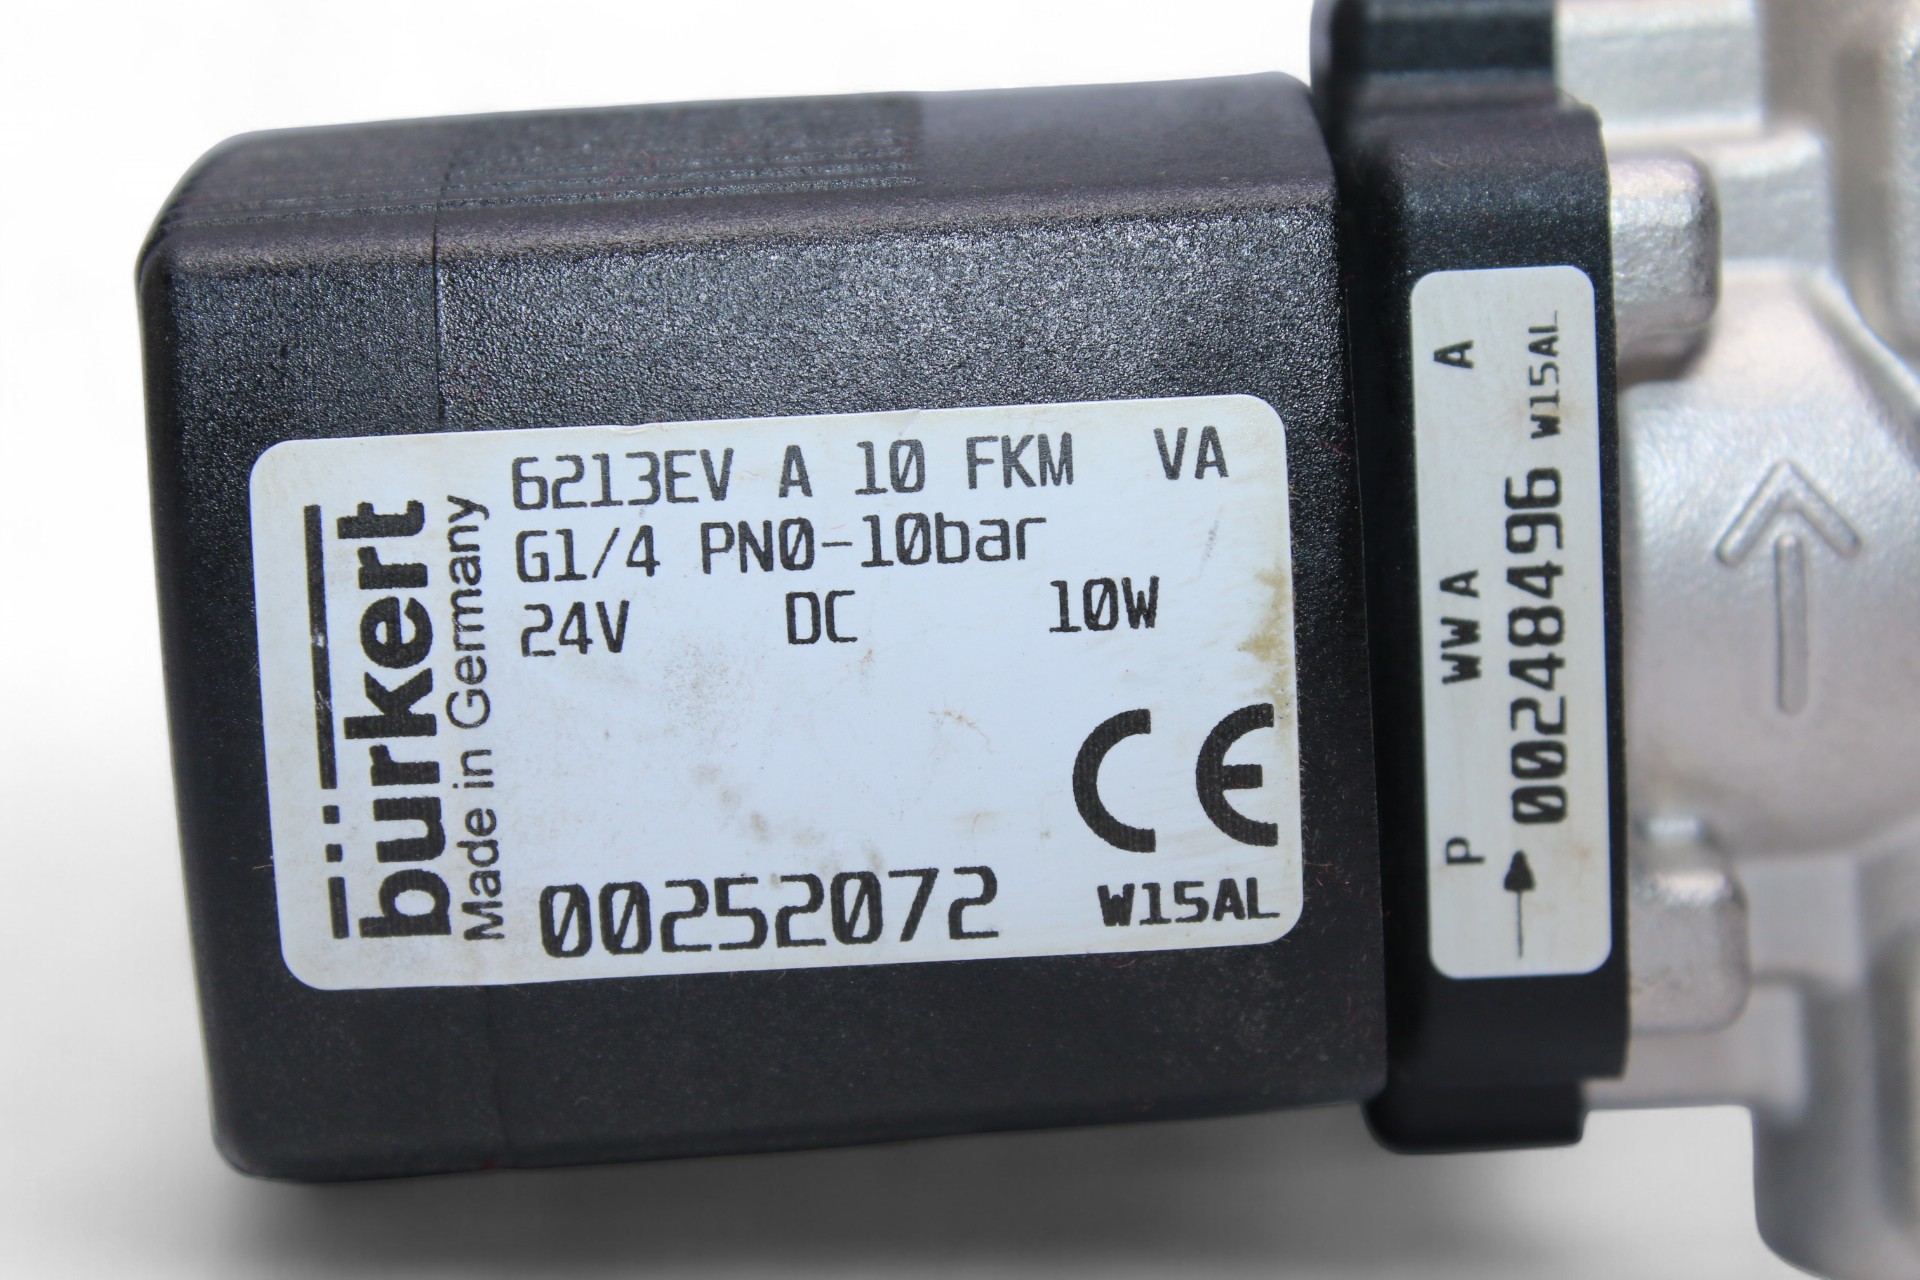 bürkert
Made in Germany
6213EV A 10 FKM VA
G1/4 PN0-10bar
24V DC 10W
CE
00252072 W15AL
P WWA A
00248496 W15AL